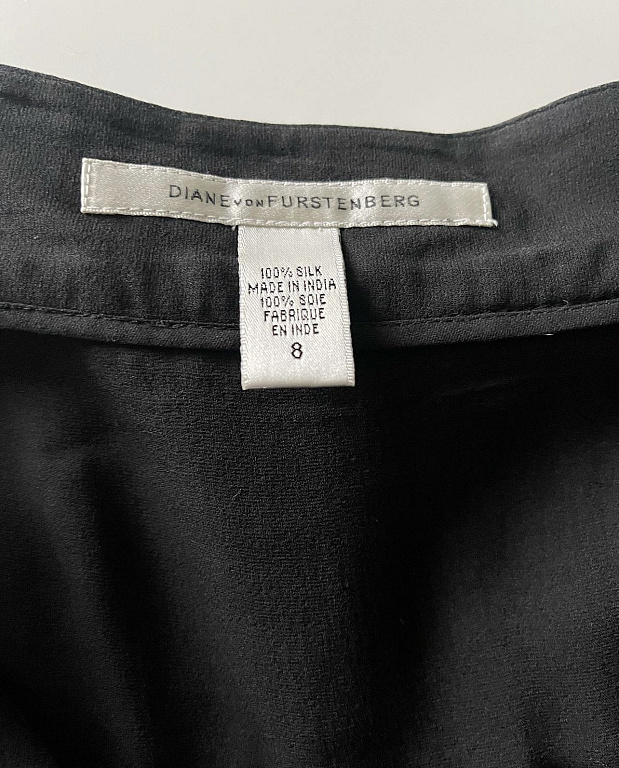 DIANE VON FURSTENBERG
100% SILK
MADE IN INDIA
100% SOIE
FABRIQUE
EN INDE
8